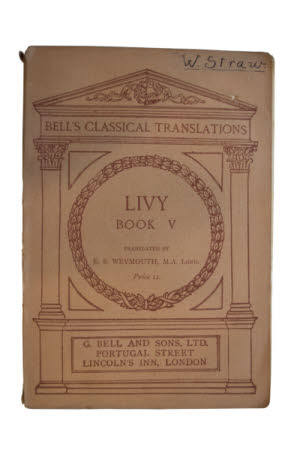 W. Straw
BELL'S CLASSICAL TRANSLATIONS
LIVY
BOOK V
TRANSLATED BY
E. S. WEYMOUTH, M.A. LOND.
Price 1s.
G. BELL AND SONS, LTD.
PORTUGAL STREET
LINCOLN'S INN, LONDON